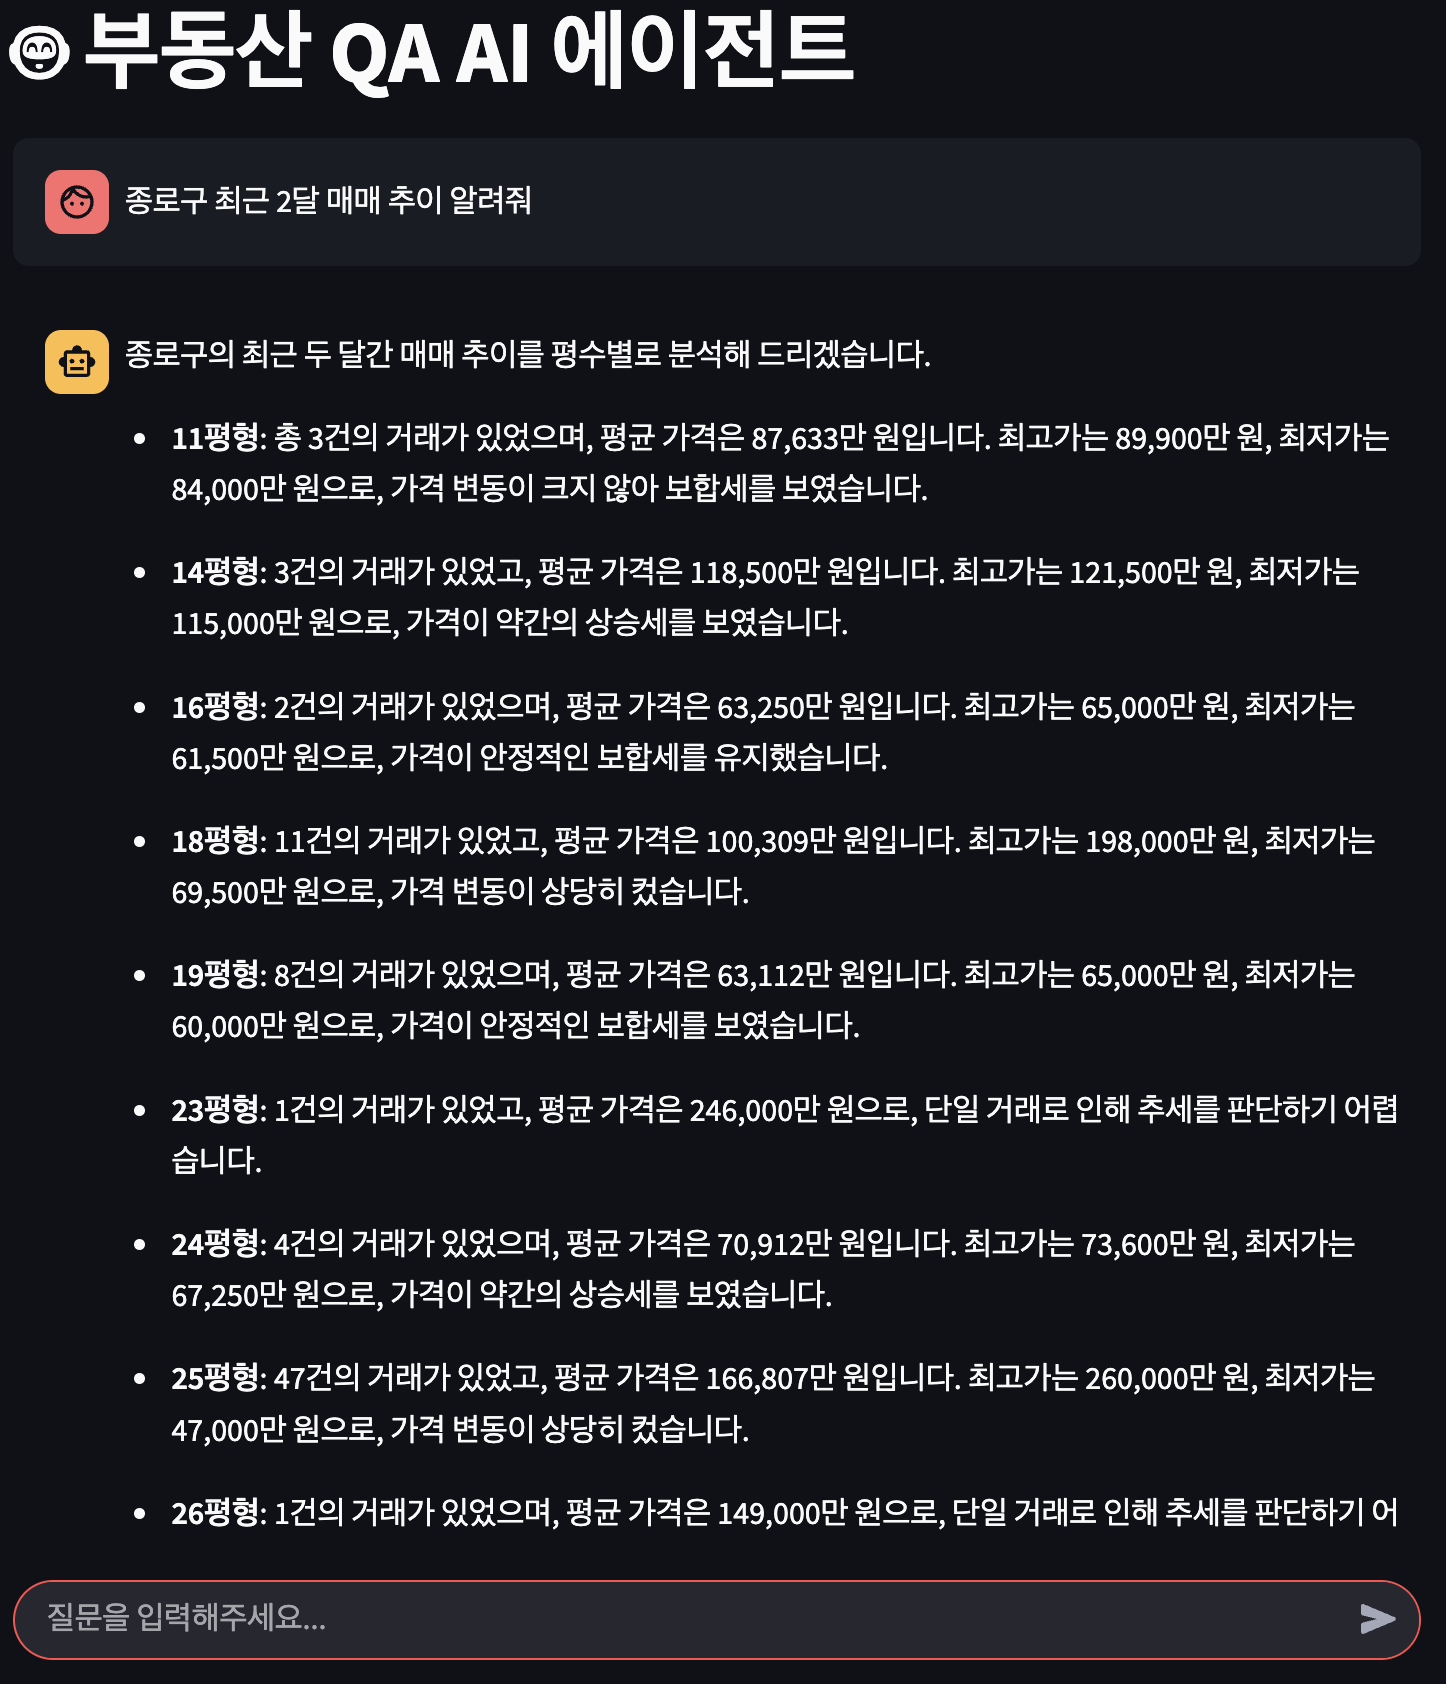 부동산 QA AI 에이전트
종로구 최근 2달 매매 추이 알려줘
종로구의 최근 두 달간 매매 추이를 평수별로 분석해 드리겠습니다.
• 11평형: 총 3건의 거래가 있었으며, 평균 가격은 87,633만 원입니다. 최고가는 89,900만 원, 최저가는
84,000만 원으로, 가격 변동이 크지 않아 보합세를 보였습니다.
• 14평형: 3건의 거래가 있었고, 평균 가격은 118,500만 원입니다. 최고가는 121,500만 원, 최저가는
115,000만 원으로, 가격이 약간의 상승세를 보였습니다.
• 16평형: 2건의 거래가 있었으며, 평균 가격은 63,250만 원입니다. 최고가는 65,000만 원, 최저가는
61,500만 원으로, 가격이 안정적인 보합세를 유지했습니다.
• 18평형: 11건의 거래가 있었고, 평균 가격은 100,309만 원입니다. 최고가는 198,000만 원, 최저가는
69,500만 원으로, 가격 변동이 상당히 컸습니다.
• 19평형: 8건의 거래가 있었으며, 평균 가격은 63,112만 원입니다. 최고가는 65,000만 원, 최저가는
60,000만 원으로, 가격이 안정적인 보합세를 보였습니다.
• 23평형: 1건의 거래가 있었고, 평균 가격은 246,000만 원으로, 단일 거래로 인해 추세를 판단하기 어렵
습니다.
• 24평형: 4건의 거래가 있었으며, 평균 가격은 70,912만 원입니다. 최고가는 73,600만 원, 최저가는
67,250만 원으로, 가격이 약간의 상승세를 보였습니다.
• 25평형: 47건의 거래가 있었고, 평균 가격은 166,807만 원입니다. 최고가는 260,000만 원, 최저가는
47,000만 원으로, 가격 변동이 상당히 컸습니다.
• 26평형: 1건의 거래가 있었으며, 평균 가격은 149,000만 원으로, 단일 거래로 인해 추세를 판단하기 어
질문을 입력해주세요...